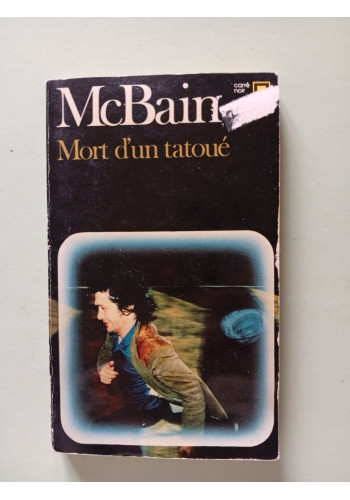 McBain
carré
noir
Mort d'un tatoué